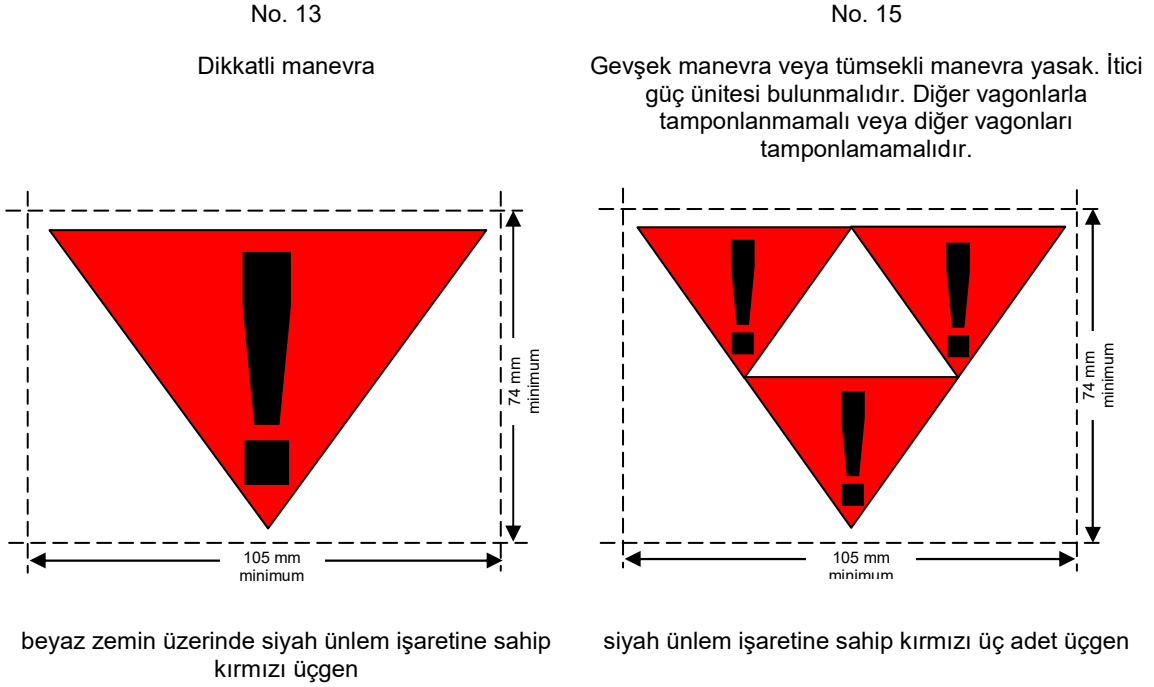 No. 13
Dikkatli manevra
74 mm
minimum
105 mm
minimum
beyaz zemin üzerinde siyah ünlem işaretine sahip
kırmızı üçgen
No. 15
Gevşek manevra veya tümsekli manevra yasak. İtici
güç ünitesi bulunmalıdır. Diğer vagonlarla
tamponlanmamalı veya diğer vagonları
tamponlamamalıdır.
74 mm
minimum
105 mm
minimum
siyah ünlem işaretine sahip kırmızı üç adet üçgen